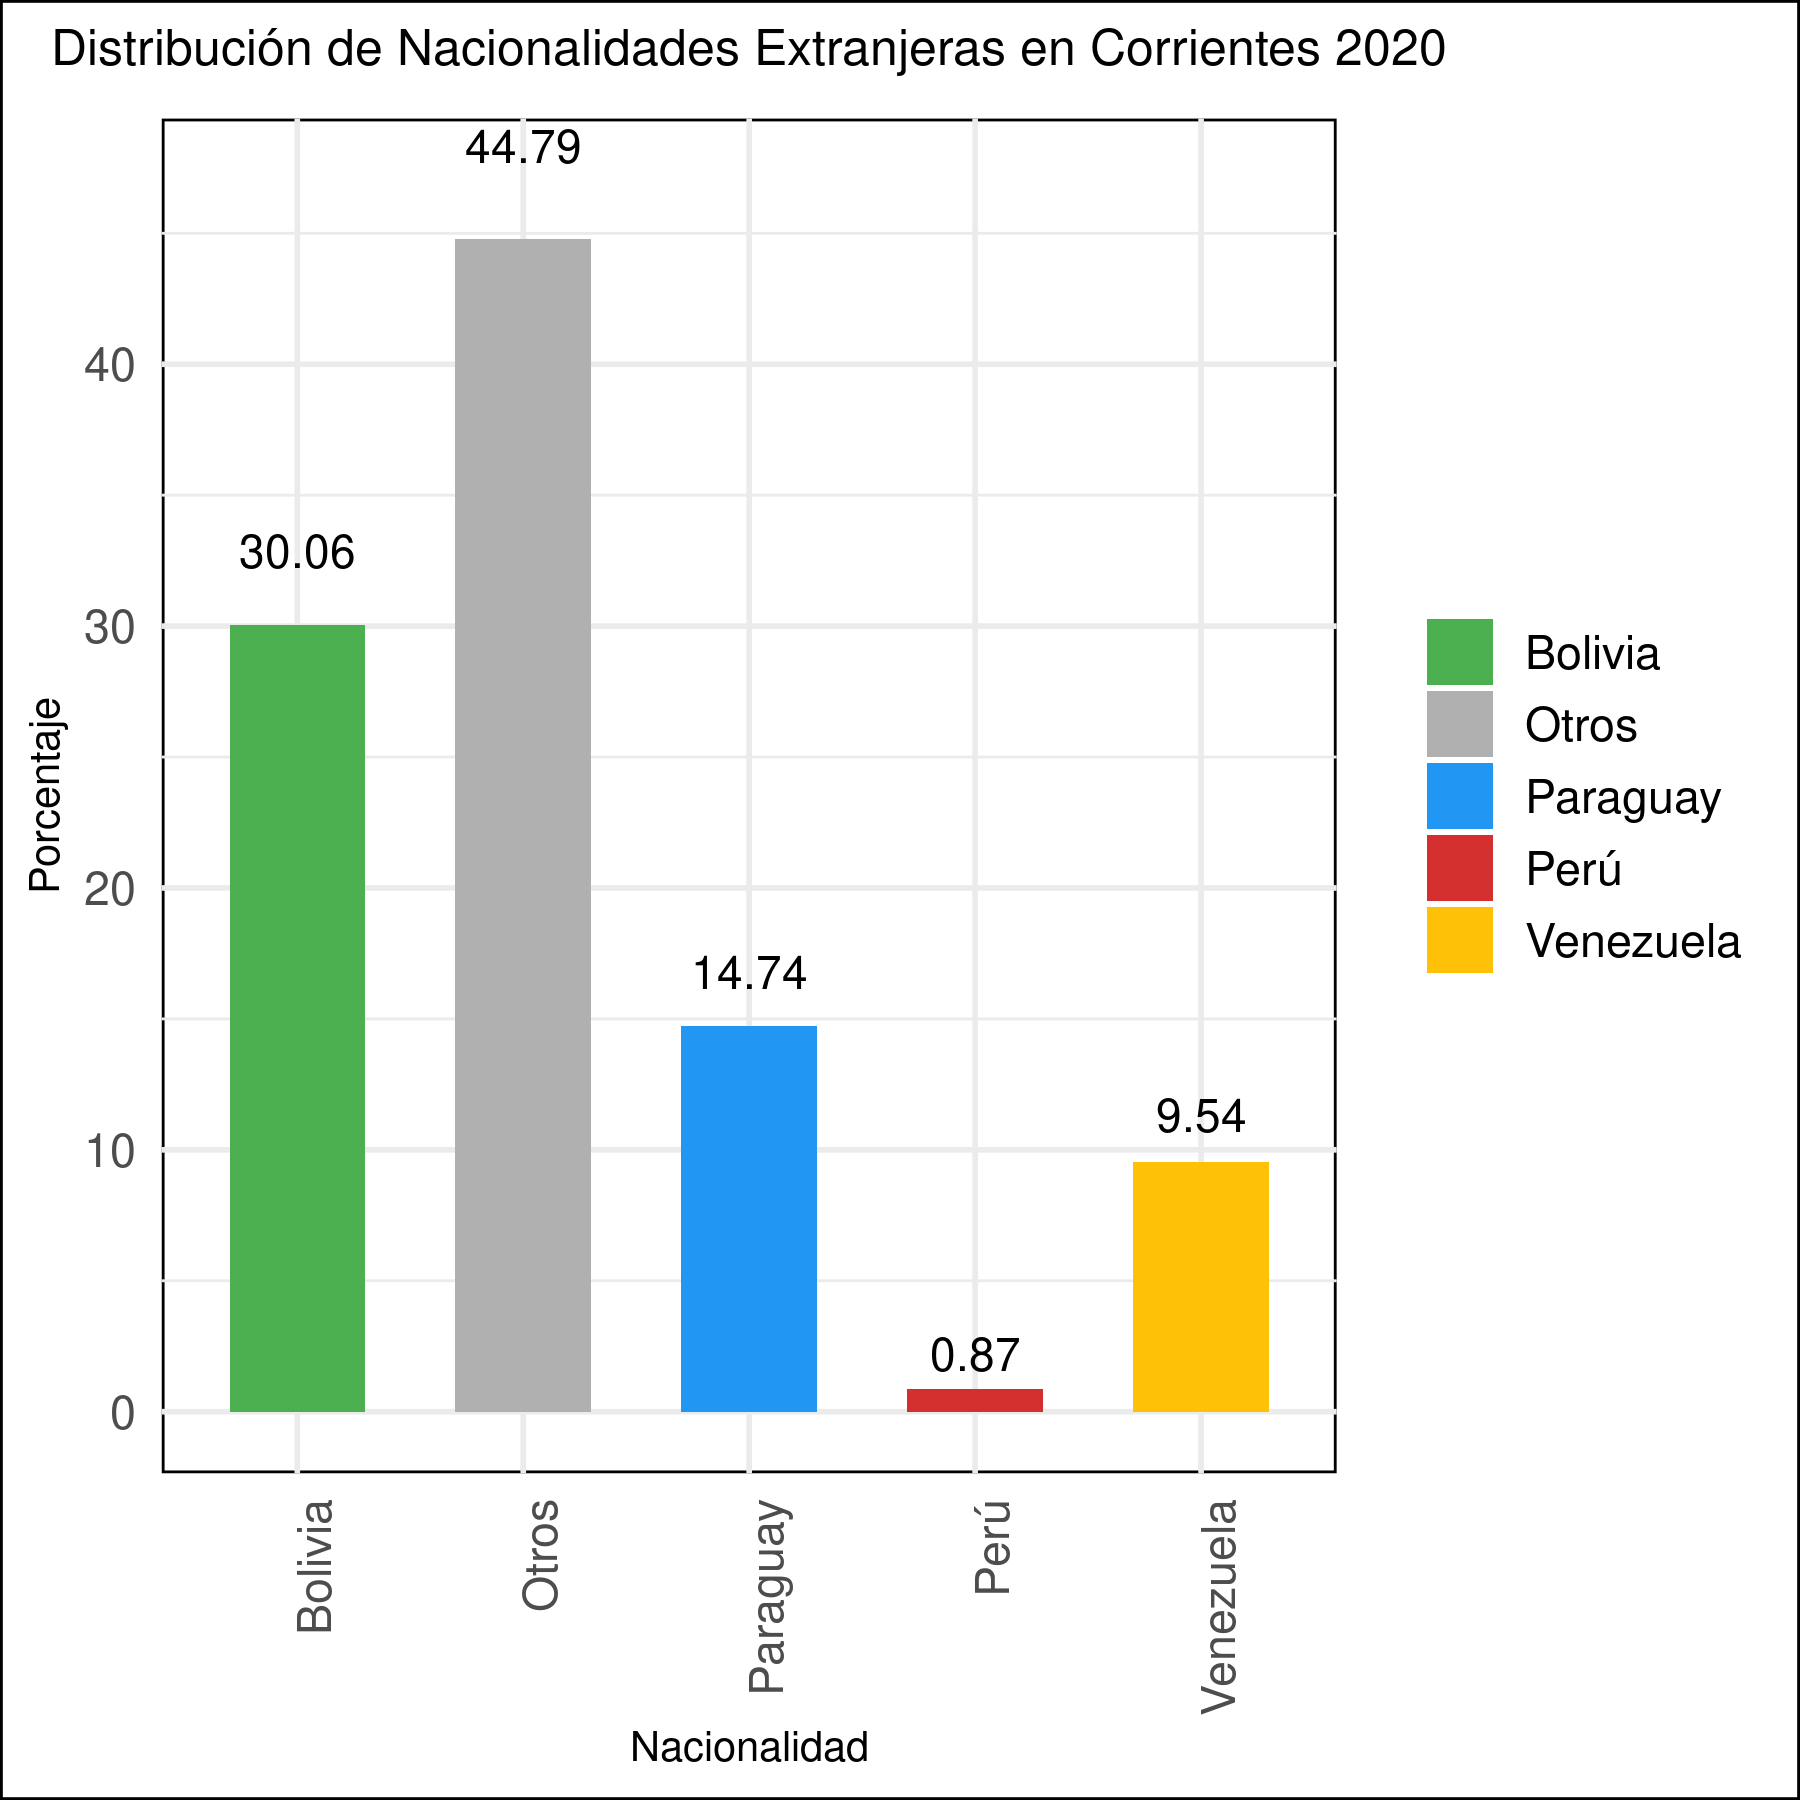 Distribución de Nacionalidades Extranjeras en Corrientes 2020
44.79
40
30.06
30
Bolivia
Otros
Porcentaje
Paraguay
Perú
20
Venezuela
14.74
9.54
10
0.87
0
Bolivia
Otros
Paraguay
Perú
Venezuela
Nacionalidad